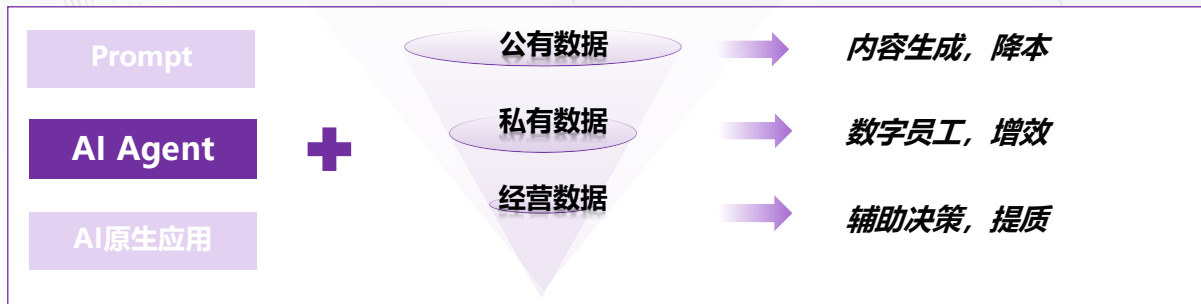 Prompt
AI Agent
AI原生应用
公有数据
私有数据
经营数据
内容生成，降本
数字员工，增效
辅助决策，提质